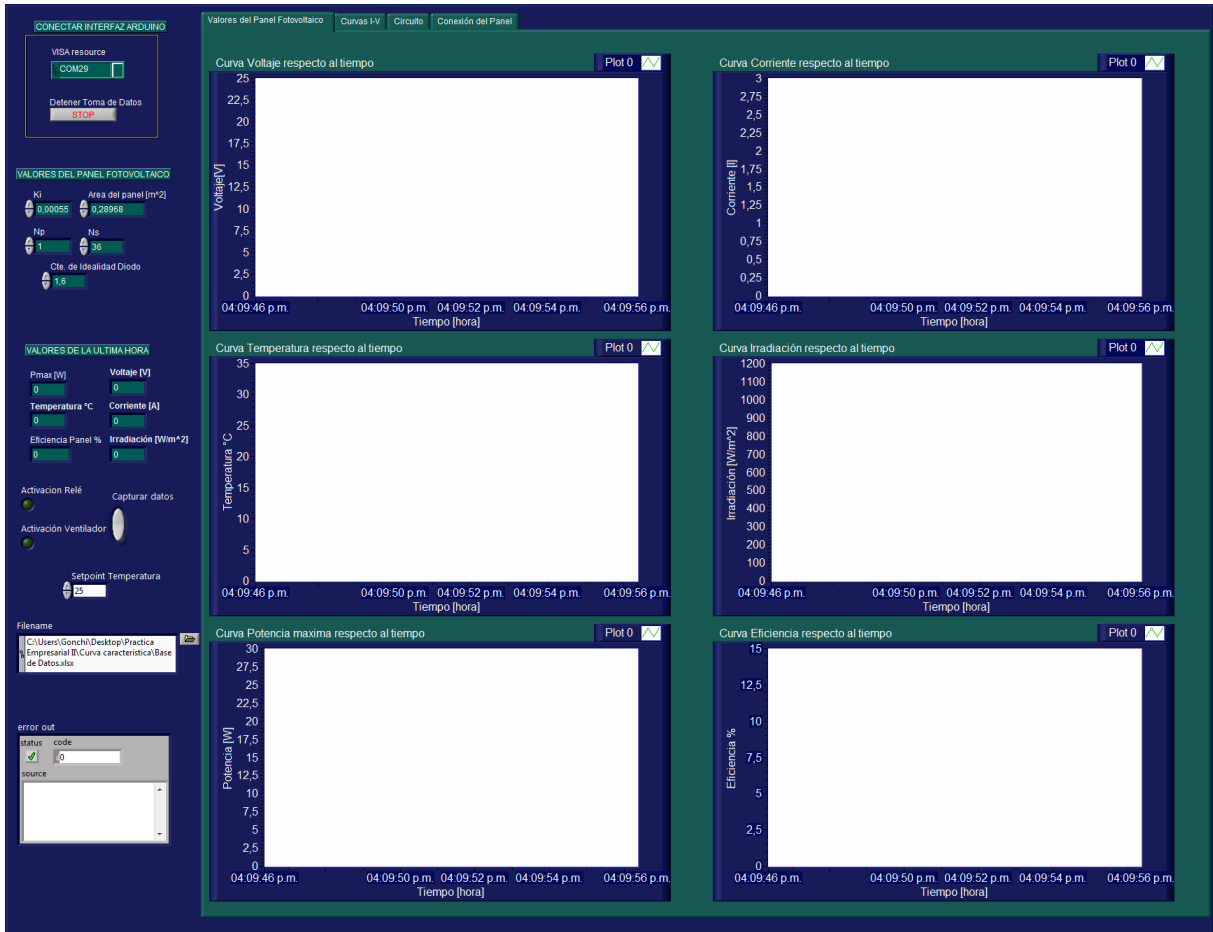 CONECTAR INTERFAZ ARDUINO
VISA resource
COM29
Detener Toma de Datos
STOP
VALORES DEL PANEL FOTOVOLTAICO
Ki
Area del panel [m^2]
0,00055
0,28968
Np
Ns
1
36
Cte. de Idealidad Diodo
1,6
VALORES DE LA ULTIMA HORA
Pmax [W]
Voltaje [V]
0
0
Temperatura °C
Corriente [A]
0
0
Eficiencia Panel %
Irradiación [W/m^2]
0
0
Activacion Relé
Capturar datos
Activación Ventilador
Setpoint Temperatura
25
Filename
C:\Users\Gonchi\Desktop\Practica
Empresarial II\Curva caracteristica\Base
de Datos.xlsx
error out
status
code
0
source
Valores del Panel Fotovoltaico
Curvas I-V
Circuito
Conexión del Panel
Curva Voltaje respecto al tiempo
Plot 0
25
22,5
20
17,5
15
12,5
10
7,5
5
2,5
0
Voltaje[V]
04:09:46 p.m.
04:09:50 p.m.
04:09:52 p.m.
04:09:54 p.m.
04:09:56 p.m.
Tiempo [hora]
Curva Corriente respecto al tiempo
Plot 0
3
2,75
2,5
2,25
2
1,75
1,5
1,25
1
0,75
0,5
0,25
0
Corriente [I]
04:09:46 p.m.
04:09:50 p.m.
04:09:52 p.m.
04:09:54 p.m.
04:09:56 p.m.
Tiempo [hora]
Curva Temperatura respecto al tiempo
Plot 0
35
30
25
20
15
10
5
0
Temperatura °C
04:09:46 p.m.
04:09:50 p.m.
04:09:52 p.m.
04:09:54 p.m.
04:09:56 p.m.
Tiempo [hora]
Curva Irradiación respecto al tiempo
Plot 0
1200
1100
1000
900
800
700
600
500
400
300
200
100
0
Irradiación [W/m^2]
04:09:46 p.m.
04:09:50 p.m.
04:09:52 p.m.
04:09:54 p.m.
04:09:56 p.m.
Tiempo [hora]
Curva Potencia maxima respecto al tiempo
Plot 0
30
27,5
25
22,5
20
17,5
15
12,5
10
7,5
5
2,5
0
Potencia [W]
04:09:46 p.m.
04:09:50 p.m.
04:09:52 p.m.
04:09:54 p.m.
04:09:56 p.m.
Tiempo [hora]
Curva Eficiencia respecto al tiempo
Plot 0
15
12,5
10
7,5
5
2,5
0
Eficiencia %
04:09:46 p.m.
04:09:50 p.m.
04:09:52 p.m.
04:09:54 p.m.
04:09:56 p.m.
Tiempo [hora]